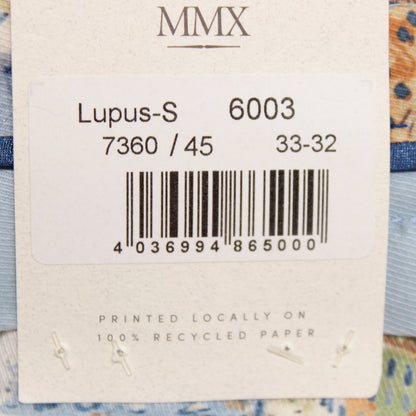 MMX
Lupus-S 6003
7360 / 45 33-32
4 036994 865000
PRINTED LOCALLY ON
100% RECYCLED PAPER